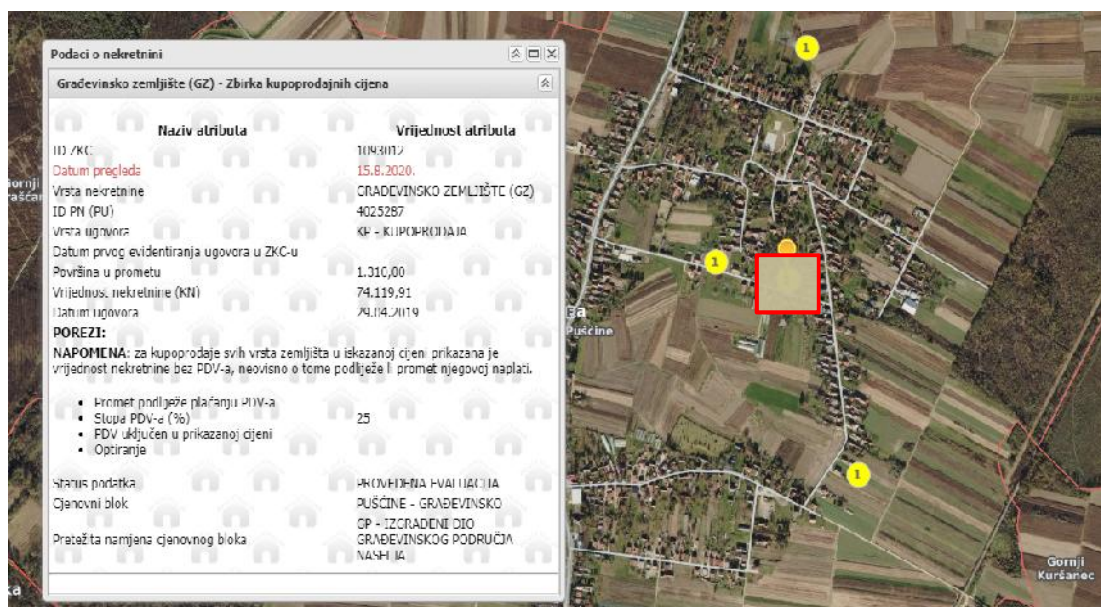 Podaci o nekretnini
Građevinsko zemljište (GZ) - Zbirka kupoprodajnih cijena
Naziv atributa Vrijednost atributa
ID ZKC 1093012
Datum pregleda 15.8.2020.
Vrsta nekretnine GRAĐEVINSKO ZEMLJIŠTE (GZ)
ID PN (PU) 4025287
Vrsta ugovora KP - KUPOPRODAJA
Datum prvog evidentiranja ugovora u ZKC-u
Površina u prometu 1.310,00
Vrijednost nekretnine (KN) 74.119,91
Datum ugovora 29.04.2019
POREZI:
NAPOMENA: za kupoprodaje svih vrsta zemljišta u iskazanoj cijeni prikazana je
vrijednost nekretnine bez PDV-a, neovisno o tome podliježe li promet njegovoj naplati.
• Promet podliježe plaćanju PDV-a
• Stopa PDV-a (%) 25
• PDV uključen u prikazanoj cijeni
• Optiranje
Status podatka PROVEDENA EVALUACIJA
Cjenovni blok PUŠĆINE - GRAĐEVINSKO
Pretežita namjena cjenovnog bloka GP - IZGRAĐENI DIO
GRAĐEVINSKOG PODRUČJA
NASELJA
1
1
1
Pušćine
Gornji
Kuršanec